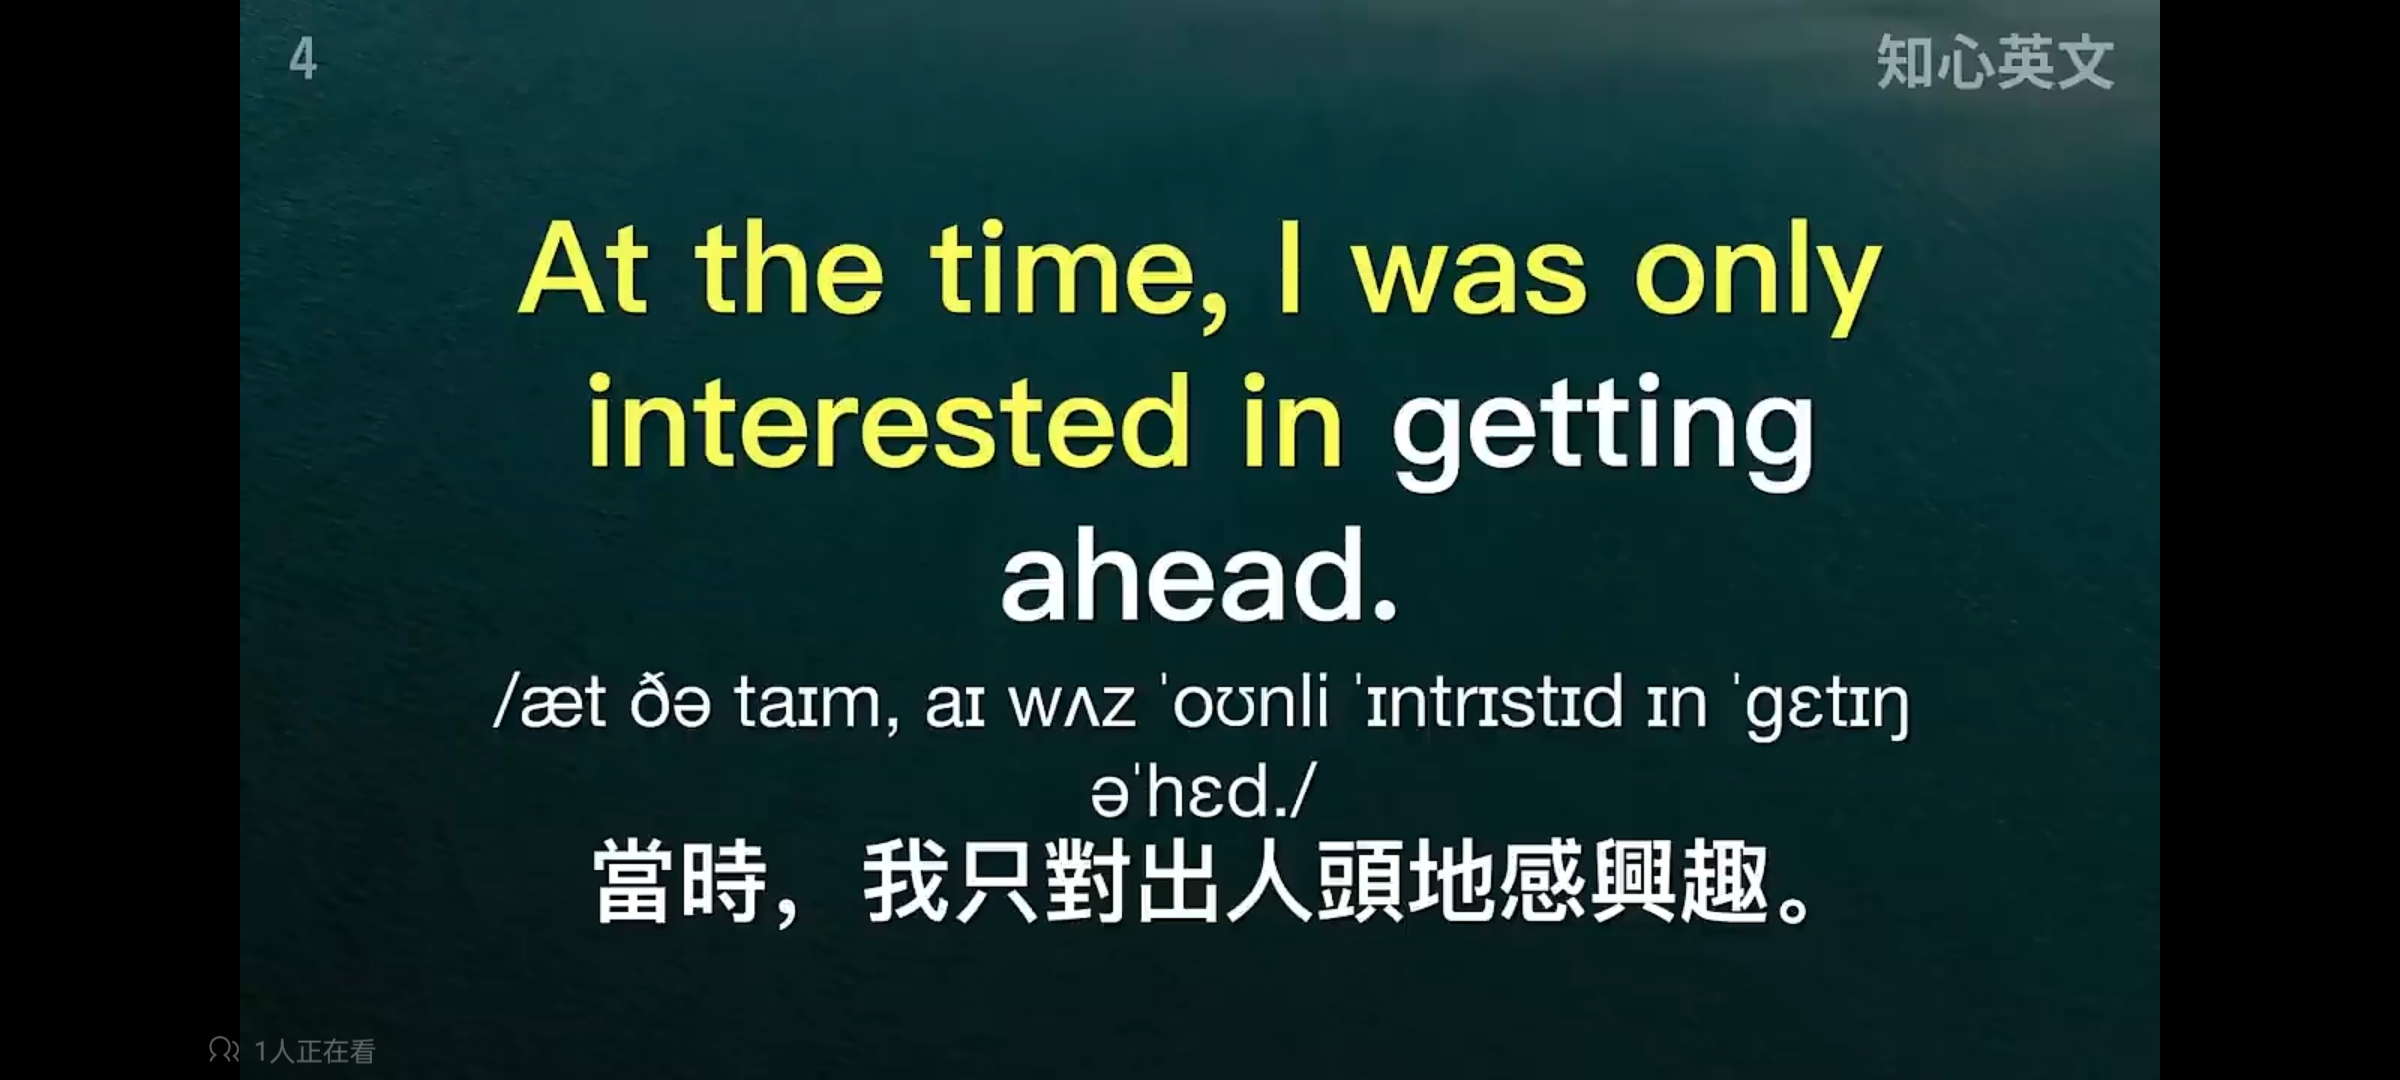 4
知心英文
At the time, I was only
interested in getting
ahead.
/æt ðə taɪm, aɪ wʌz ˈoʊnli ˈɪntrɪstɪd ɪn ˈɡɛtɪŋ
əˈhɛd./
當時，我只對出人頭地感興趣。
1人正在看